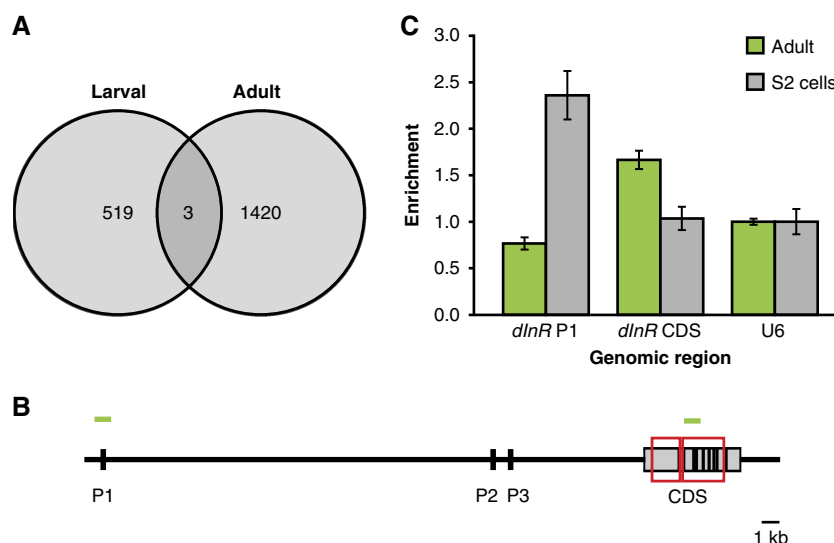 A
Larval Adult
519 3 1420
C
3.0
2.5
2.0
1.5
1.0
0.5
0.0
Enrichment
Adult
S2 cells
dInR P1 dInR CDS U6
Genomic region
B
P1 P2 P3 CDS
1 kb